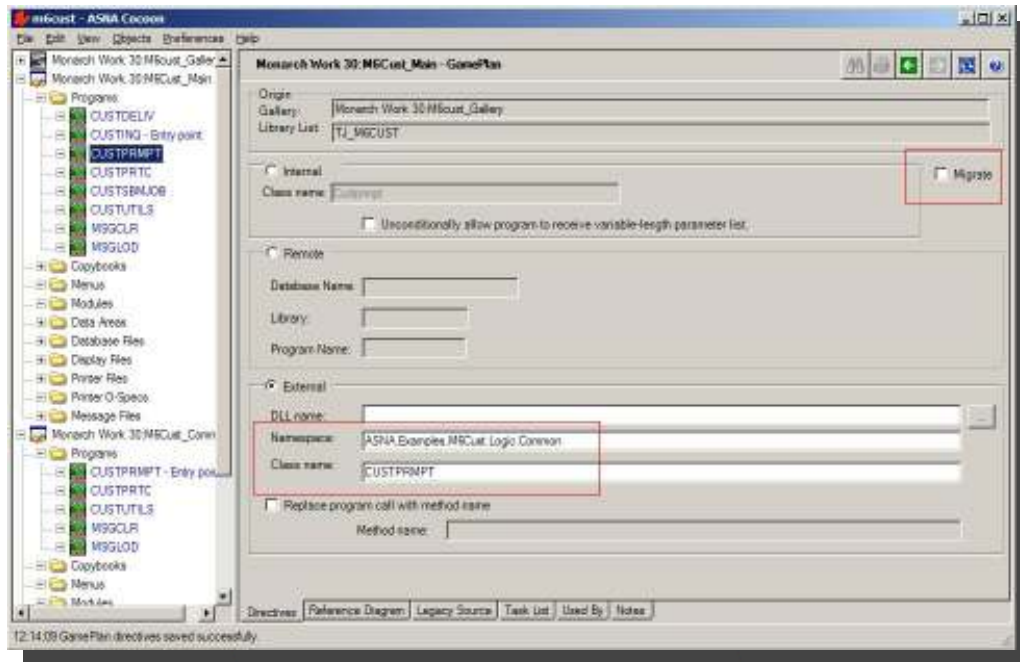 m6cust - ASNA Cocoon
File Edit View Objects Preferences Help
Monarch Work 30:M6cust_Galler
Monarch Work 30:M6Cust_Main
Programs
CUSTDELIV
CUSTINQ - Entry point
CUSTPRMPT
CUSTPRTC
CUSTSBMJOB
CUSTUTILS
MSGCLR
MSGLOD
Copybooks
Menus
Modules
Data Areas
Database Files
Display Files
Printer Files
Printer O-Specs
Message Files
Monarch Work 30:M6Cust_Comm
Programs
CUSTPRMPT - Entry poi
CUSTPRTC
CUSTUTILS
MSGCLR
MSGLOD
Copybooks
Menus
Modules
Monarch Work 30:M6Cust_Main - GamePlan
Origin
Gallery: Monarch Work 30:M6cust_Gallery
Library List: TJ_M6CUST
Internal
Migrate
Class name: Custprmpt
Unconditionally allow program to receive variable-length parameter list.
Remote
Database Name:
Library:
Program Name:
External
DLL name:
...
Namespace: ASNA.Examples.M6Cust.Logic.Common
Class name: CUSTPRMPT
Replace program call with method name
Method name:
Directives Reference Diagram Legacy Source Task List Used By Notes
12:14:09 GamePlan directives saved successfully.